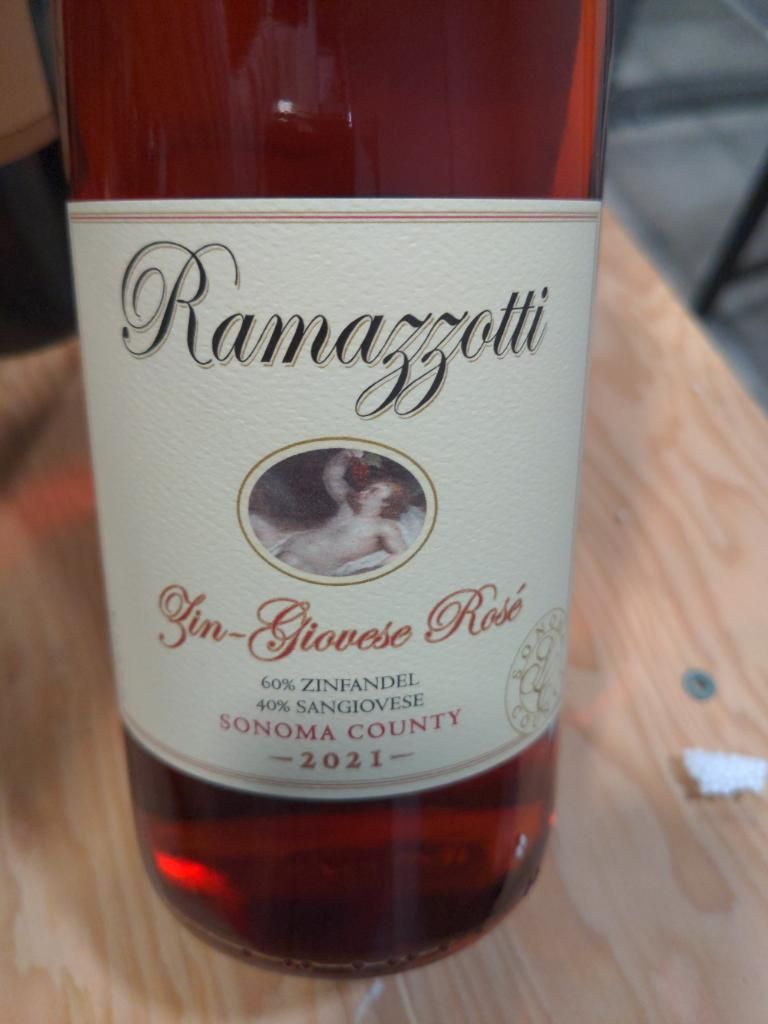 Ramazzotti
Zin-Giovese Rosé
60% ZINFANDEL
40% SANGIOVESE
SONOMA COUNTY
—2021—